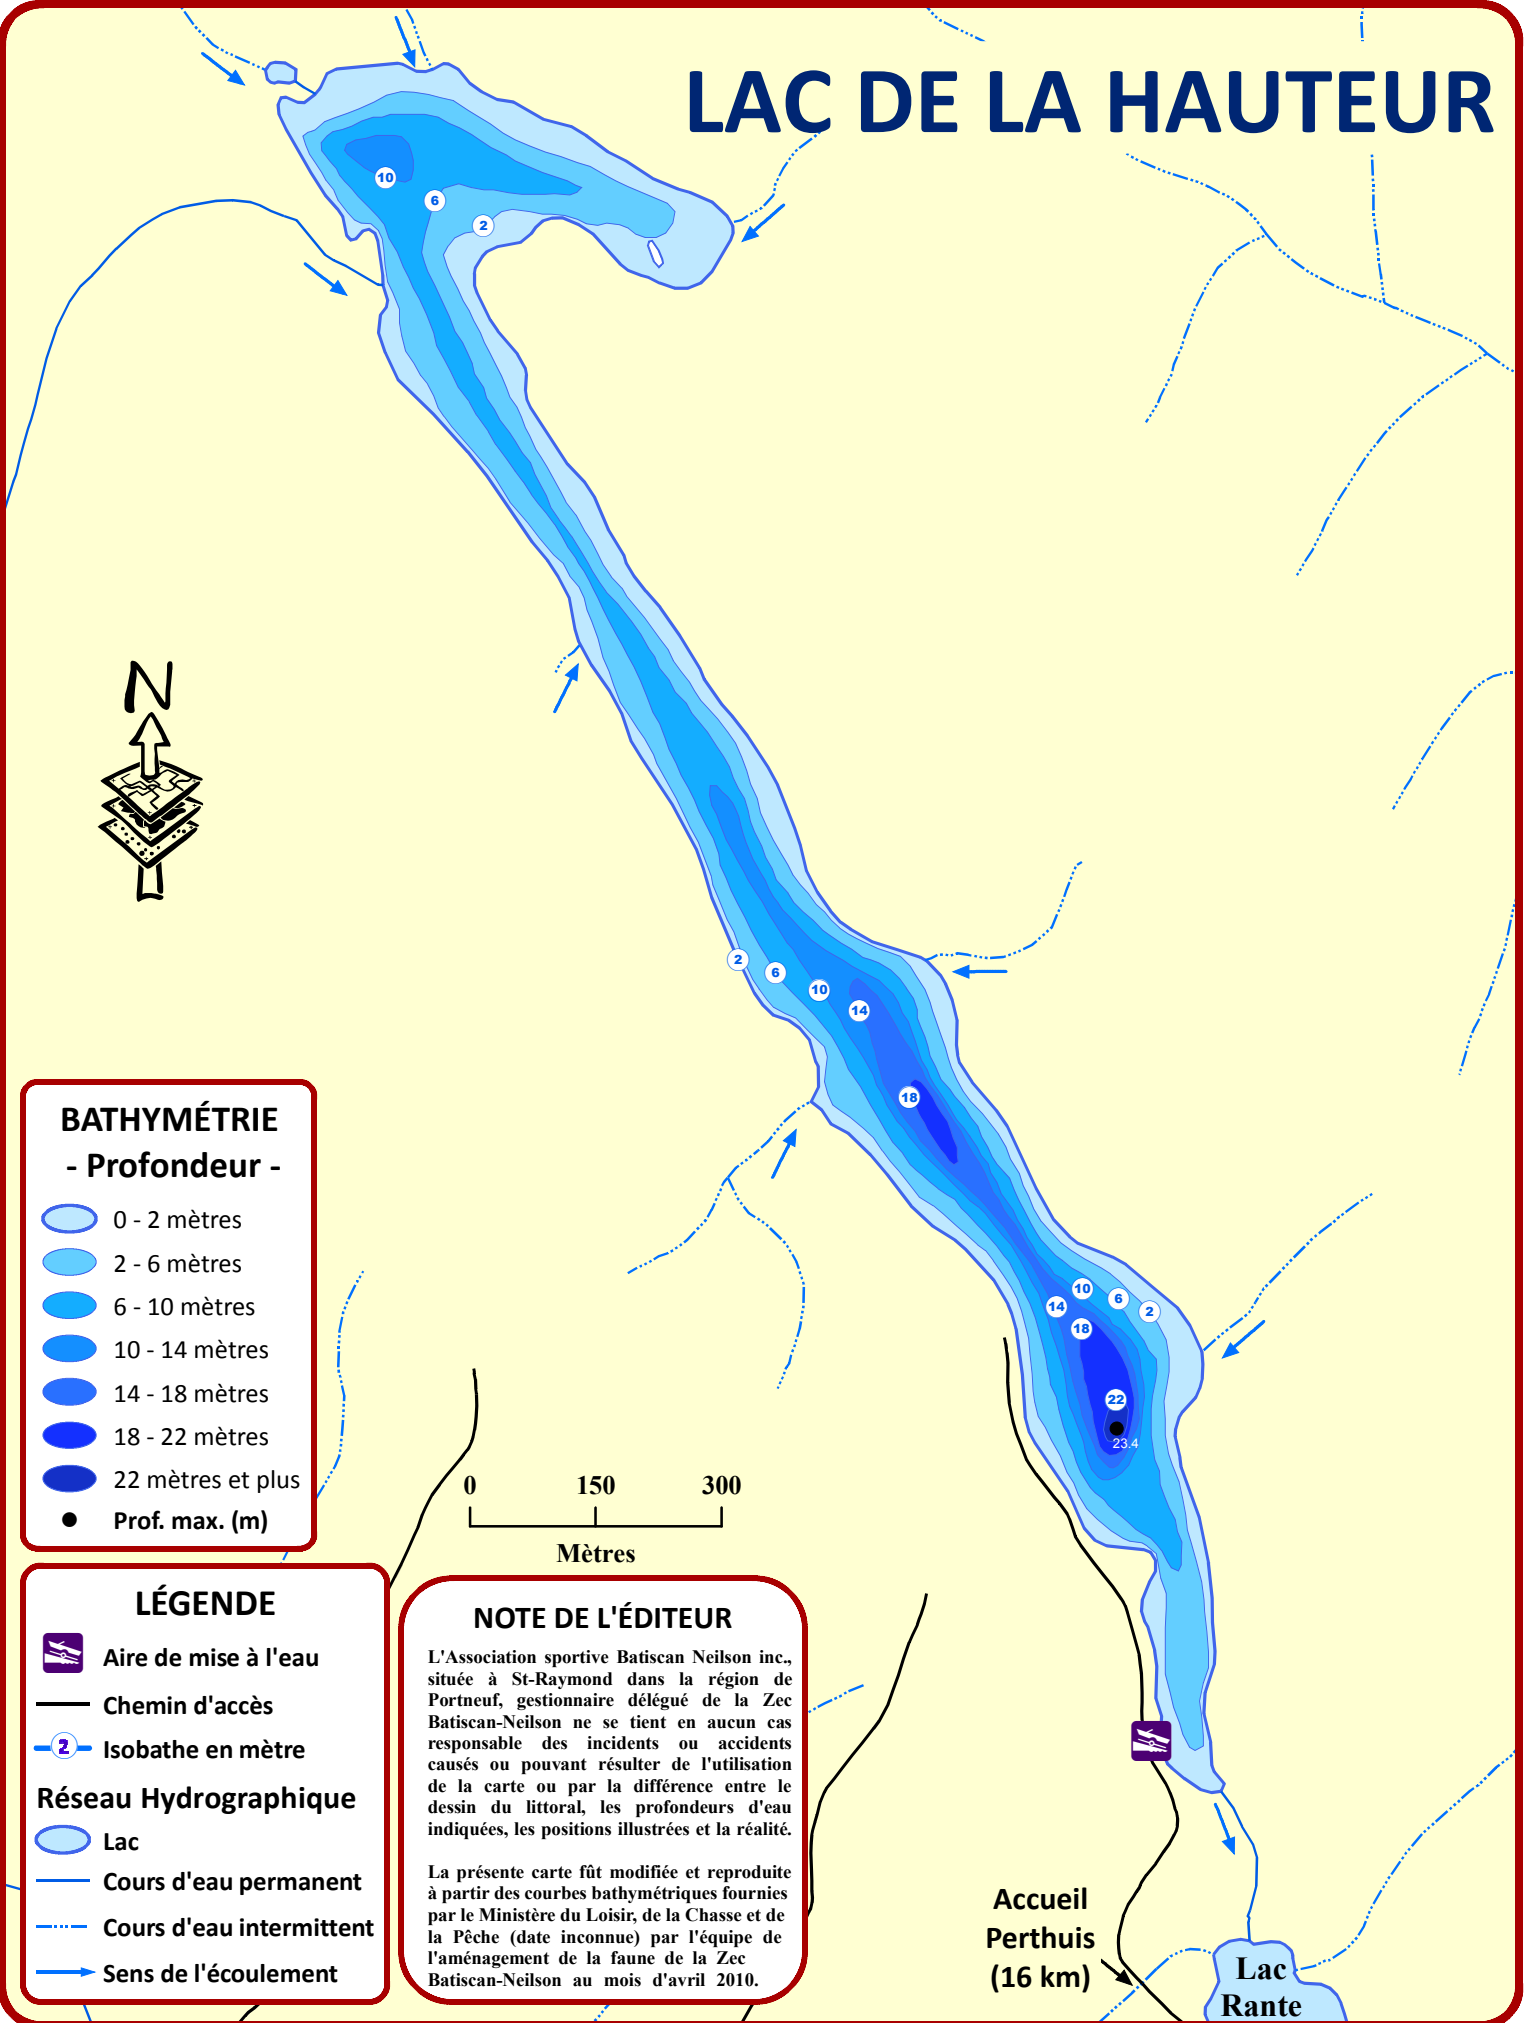 LAC DE LA HAUTEUR
10
6
2
N
2
6
10
14
18
10
6
2
14
18
22
23.4
BATHYMÉTRIE
- Profondeur -
0 - 2 mètres
2 - 6 mètres
6 - 10 mètres
10 - 14 mètres
14 - 18 mètres
18 - 22 mètres
22 mètres et plus
Prof. max. (m)
0 150 300
Mètres
LÉGENDE
Aire de mise à l'eau
Chemin d'accès
2 Isobathe en mètre
Réseau Hydrographique
Lac
Cours d'eau permanent
Cours d'eau intermittent
Sens de l'écoulement
NOTE DE L'ÉDITEUR
L'Association sportive Batiscan Neilson inc.,
située à St-Raymond dans la région de
Portneuf, gestionnaire délégué de la Zec
Batiscan-Neilson ne se tient en aucun cas
responsable des incidents ou accidents
causés ou pouvant résulter de l'utilisation
de la carte ou par la différence entre le
dessin du littoral, les profondeurs d'eau
indiquées, les positions illustrées et la réalité.
La présente carte fût modifiée et reproduite
à partir des courbes bathymétriques fournies
par le Ministère du Loisir, de la Chasse et de
la Pêche (date inconnue) par l'équipe de
l'aménagement de la faune de la Zec
Batiscan-Neilson au mois d'avril 2010.
Accueil
Perthuis
(16 km)
Lac
Rante